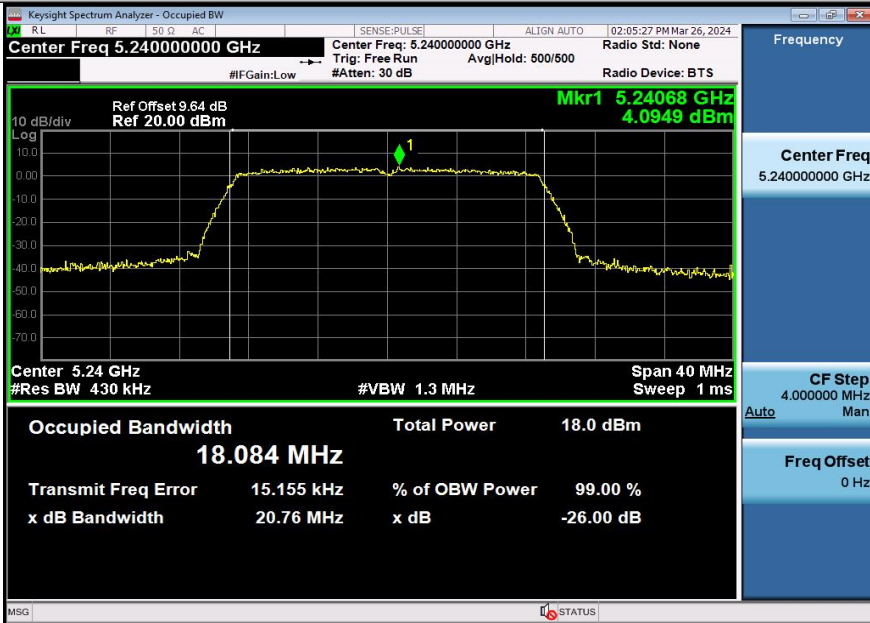 Keysight Spectrum Analyzer - Occupied BW
LXI RL RF 50 Ω AC SENSE:PULSE ALIGN AUTO 02:05:27 PM Mar 26, 2024
Center Freq 5.240000000 GHz
Center Freq: 5.240000000 GHz
Radio Std: None
Trig: Free Run Avg|Hold: 500/500
#IFGain:Low #Atten: 30 dB Radio Device: BTS
Mkr1 5.24068 GHz
4.0949 dBm
Ref Offset 9.64 dB
10 dB/div Ref 20.00 dBm
Log
10.0
0.00
-10.0
-20.0
-30.0
-40.0
-50.0
-60.0
-70.0
1
Center 5.24 GHz Span 40 MHz
#Res BW 430 kHz #VBW 1.3 MHz Sweep 1 ms
Occupied Bandwidth Total Power 18.0 dBm
18.084 MHz
Transmit Freq Error 15.155 kHz % of OBW Power 99.00 %
x dB Bandwidth 20.76 MHz x dB -26.00 dB
MSG STATUS
Frequency
Center Freq
5.240000000 GHz
CF Step
4.000000 MHz
Auto Man
Freq Offset
0 Hz